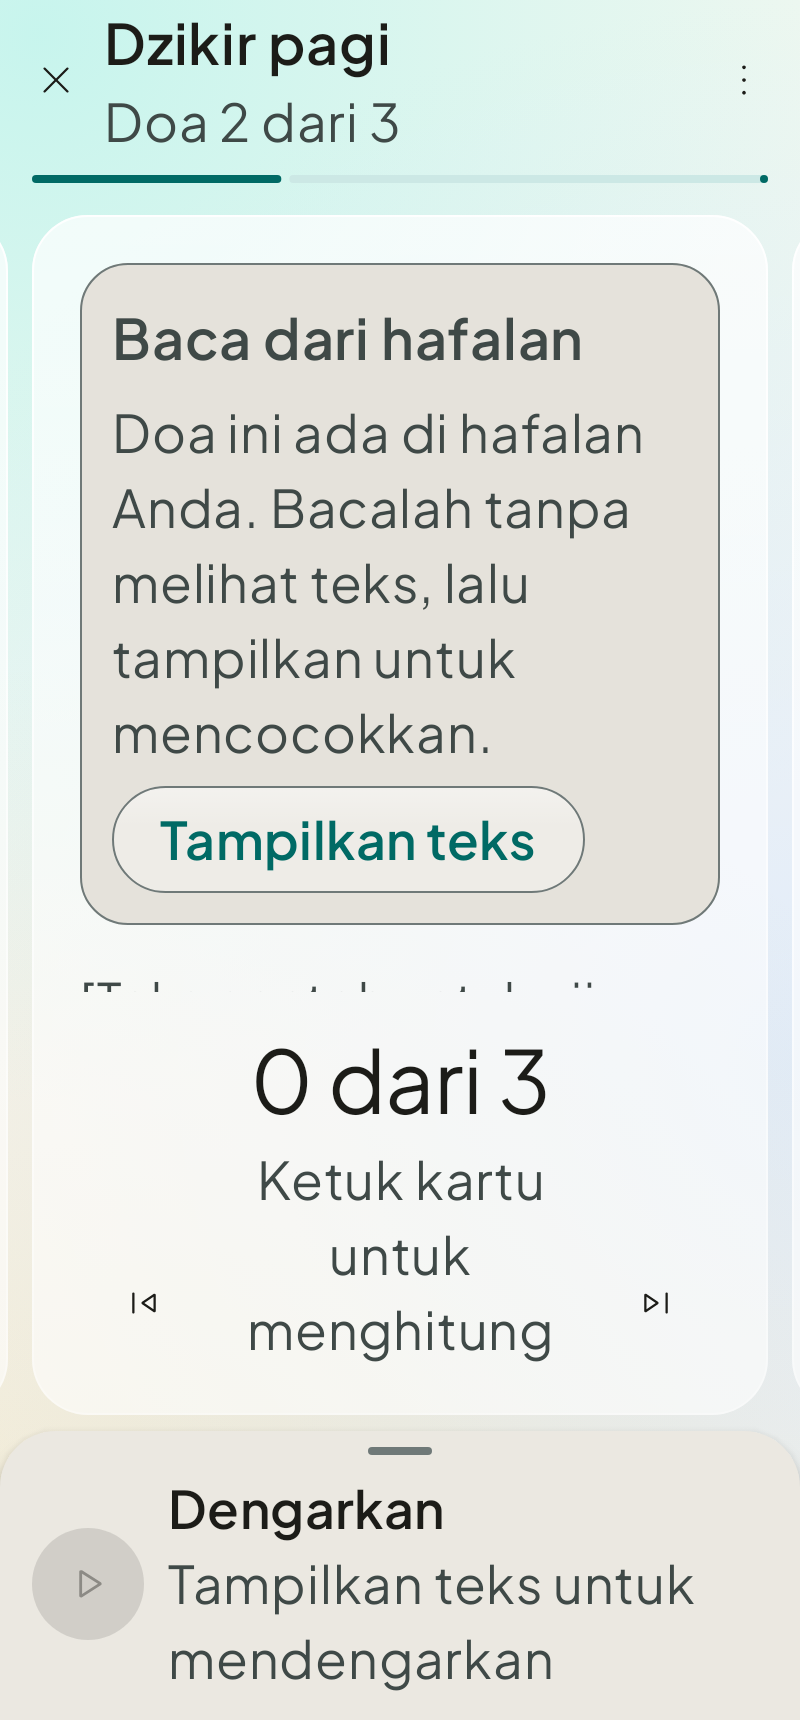 Dzikir pagi
Doa 2 dari 3
Baca dari hafalan
Doa ini ada di hafalan
Anda. Bacalah tanpa
melihat teks, lalu
tampilkan untuk
mencocokkan.
Tampilkan teks
0 dari 3
Ketuk kartu
untuk
menghitung
Dengarkan
Tampilkan teks untuk
mendengarkan